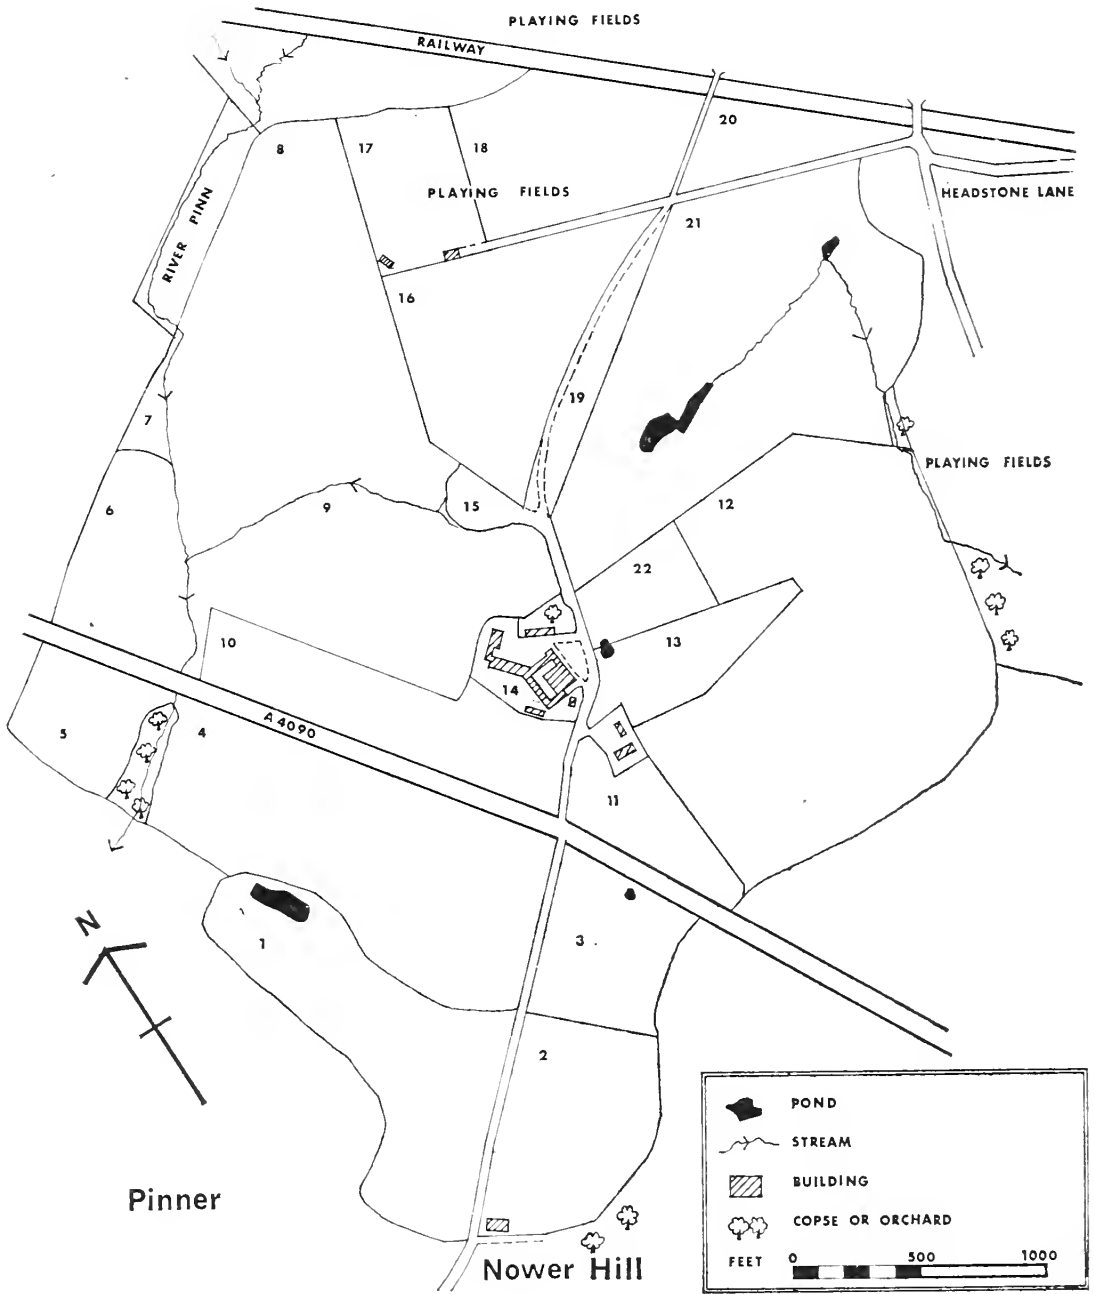 PLAYING FIELDS
RAILWAY
20
8
17
18
PLAYING FIELDS
HEADSTONE LANE
RIVER PINN
21
16
19
7
PLAYING FIELDS
6
9
15
12
22
10
13
14
5
4
A4090
11
N
1
3
2
POND
STREAM
BUILDING
COPSE OR ORCHARD
FEET 0 500 1000
Pinner
Nower Hill